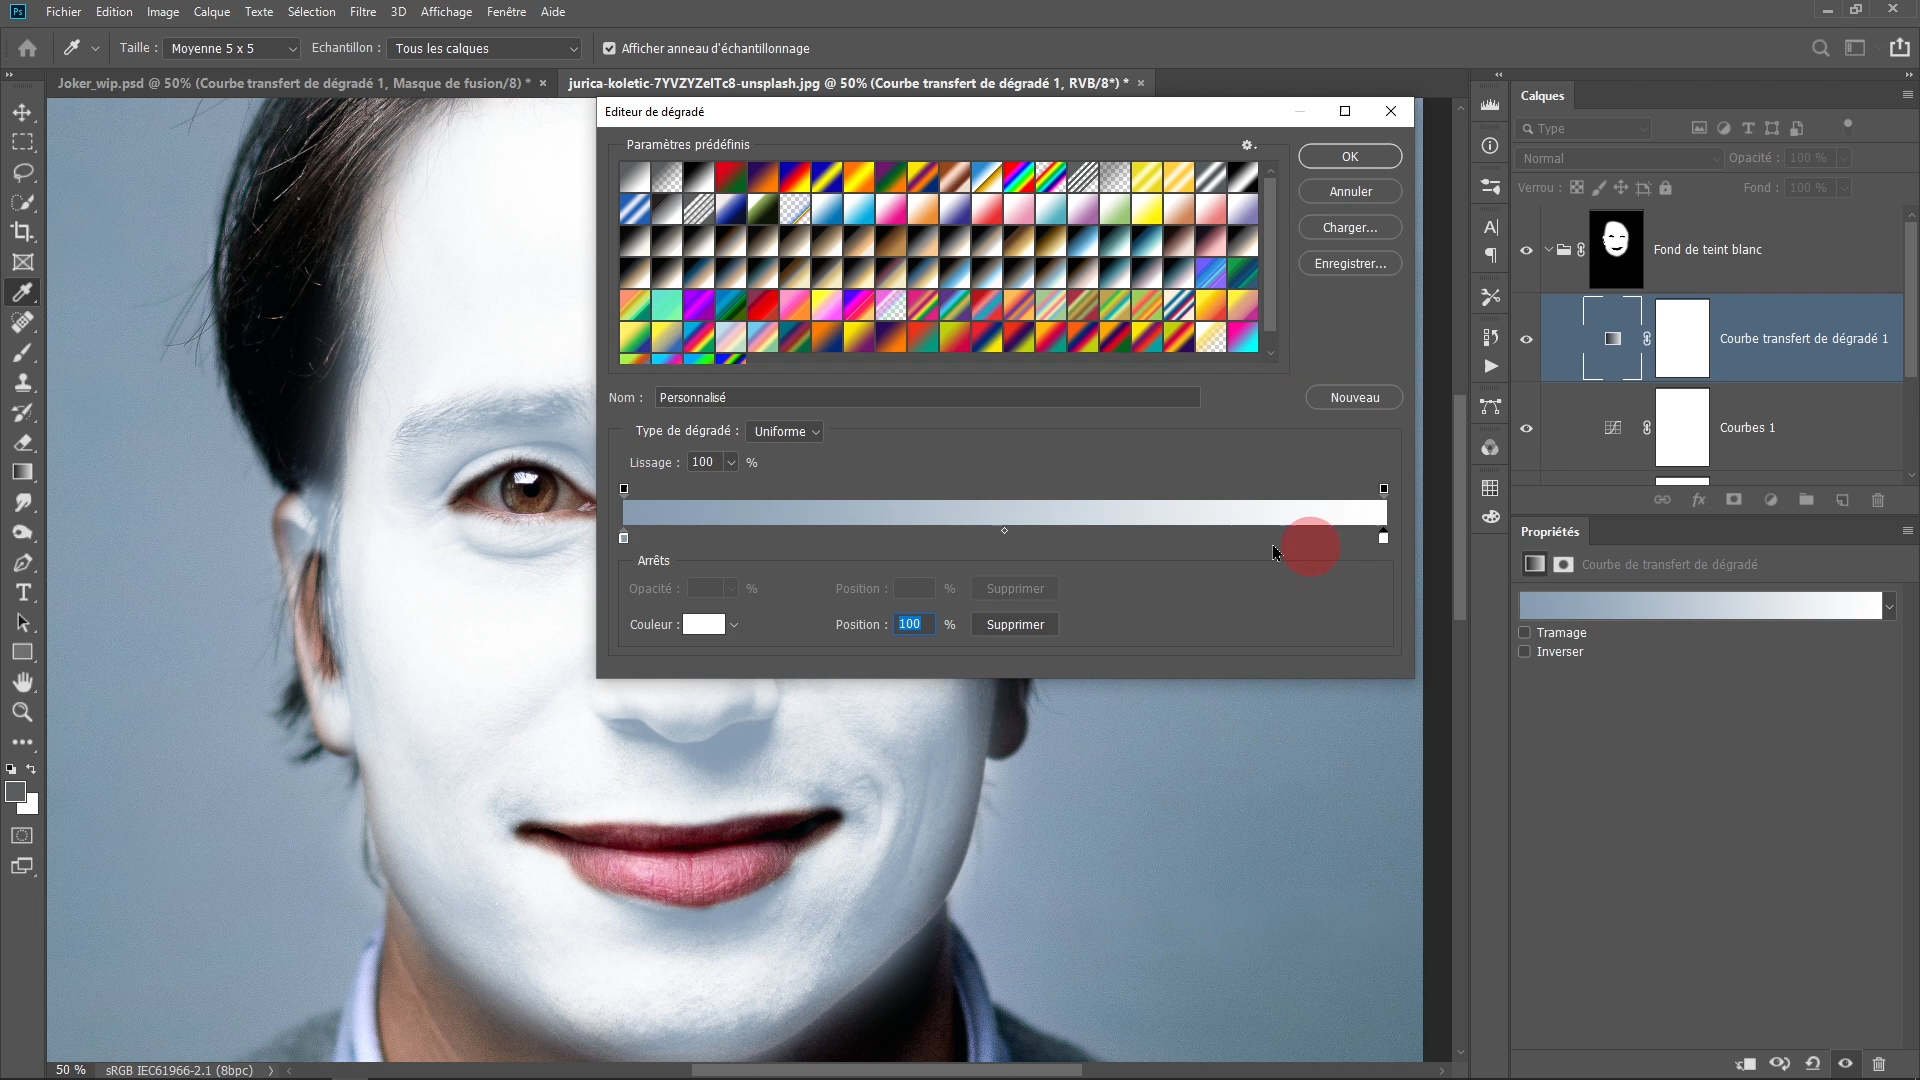 Ps Fichier Edition Image Calque Texte Sélection Filtre 3D Affichage Fenêtre Aide
Taille : Moyenne 5 x 5 Echantillon : Tous les calques Afficher anneau d'échantillonnage
Joker_wip.psd @ 50% (Courbe transfert de dégradé 1, Masque de fusion/8) * × jurica-koletic-7YVZYZeITc8-unsplash.jpg @ 50% (Courbe transfert de dégradé 1, RVB/8*) * ×
Editeur de dégradé
Paramètres prédéfinis
OK
Annuler
Charger...
Enregistrer...
Nom : Personnalisé Nouveau
Type de dégradé : Uniforme
Lissage : 100 %
Arrêts
Opacité : % Position : % Supprimer
Couleur : Position : 100 % Supprimer
Calques
Type
Normal Opacité : 100 %
Verrou : Fond : 100 %
Fond de teint blanc
Courbe transfert de dégradé 1
Courbes 1
fx
Propriétés
Courbe de transfert de dégradé
Tramage
Inverser
50 % sRGB IEC61966-2.1 (8bpc)